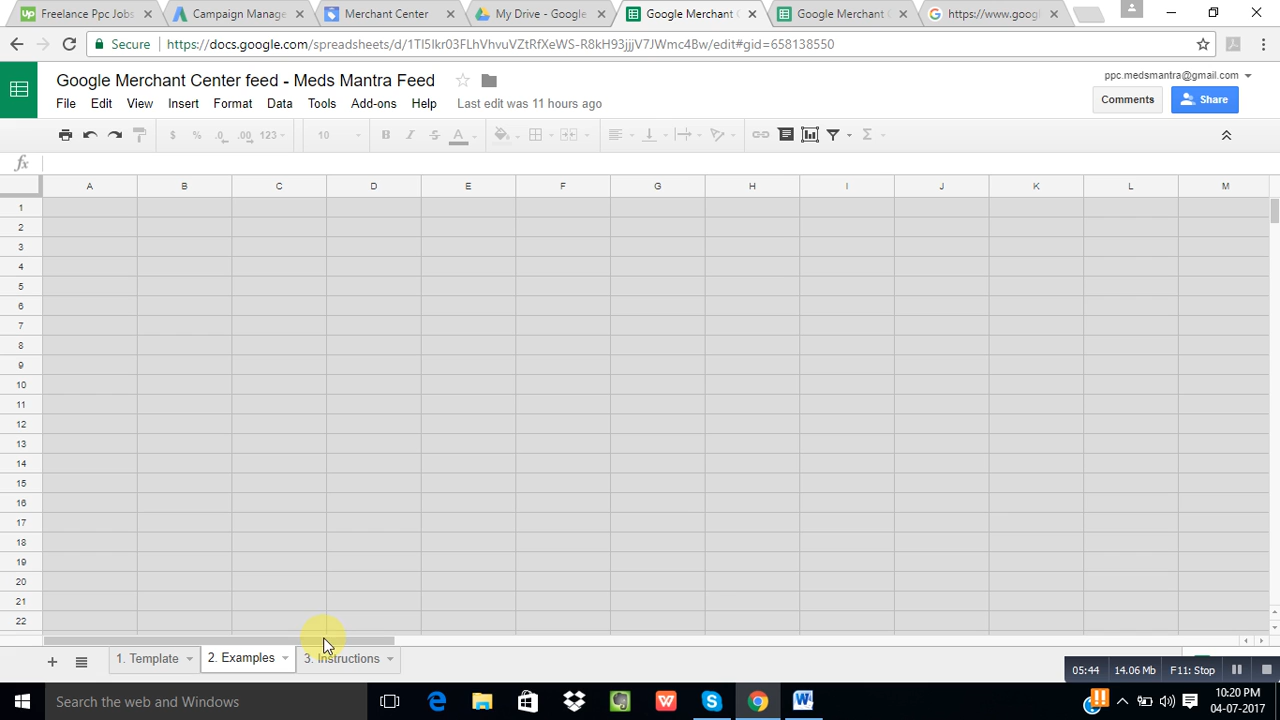 Freelance Ppc Jobs
Campaign Manage
Merchant Center
My Drive - Google
Google Merchant
Google Merchant C
https://www.goog
Secure
https://docs.google.com/spreadsheets/d/1TI5Ikr03FLhVhvuVZtRfXeWS-R8kH93jjjV7JWmc4Bw/edit#gid=658138550
Google Merchant Center feed - Meds Mantra Feed
ppc.medsmantra@gmail.com
File Edit View Insert Format Data Tools Add-ons Help Last edit was 11 hours ago
Comments Share
$ % .0 .00 123 10 B I S A Σ
fx
A B C D E F G H I J K L M
1
2
3
4
5
6
7
8
9
10
11
12
13
14
15
16
17
18
19
20
21
22
1. Template 2. Examples 3. Instructions
05:44 14.06 Mb F11: Stop
Search the web and Windows
10:20 PM
04-07-2017